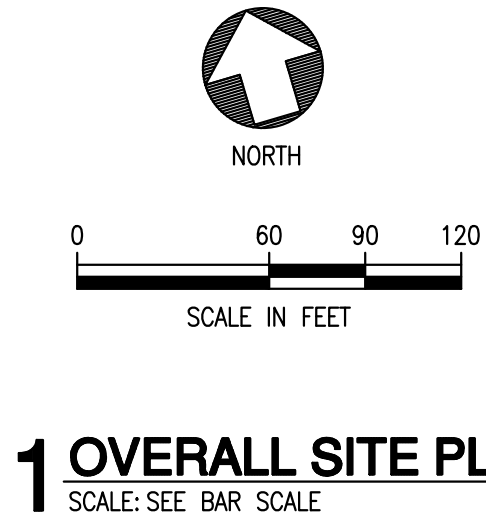 NORTH
0 60 90 120
SCALE IN FEET
1 OVERALL SITE PL
SCALE: SEE BAR SCALE